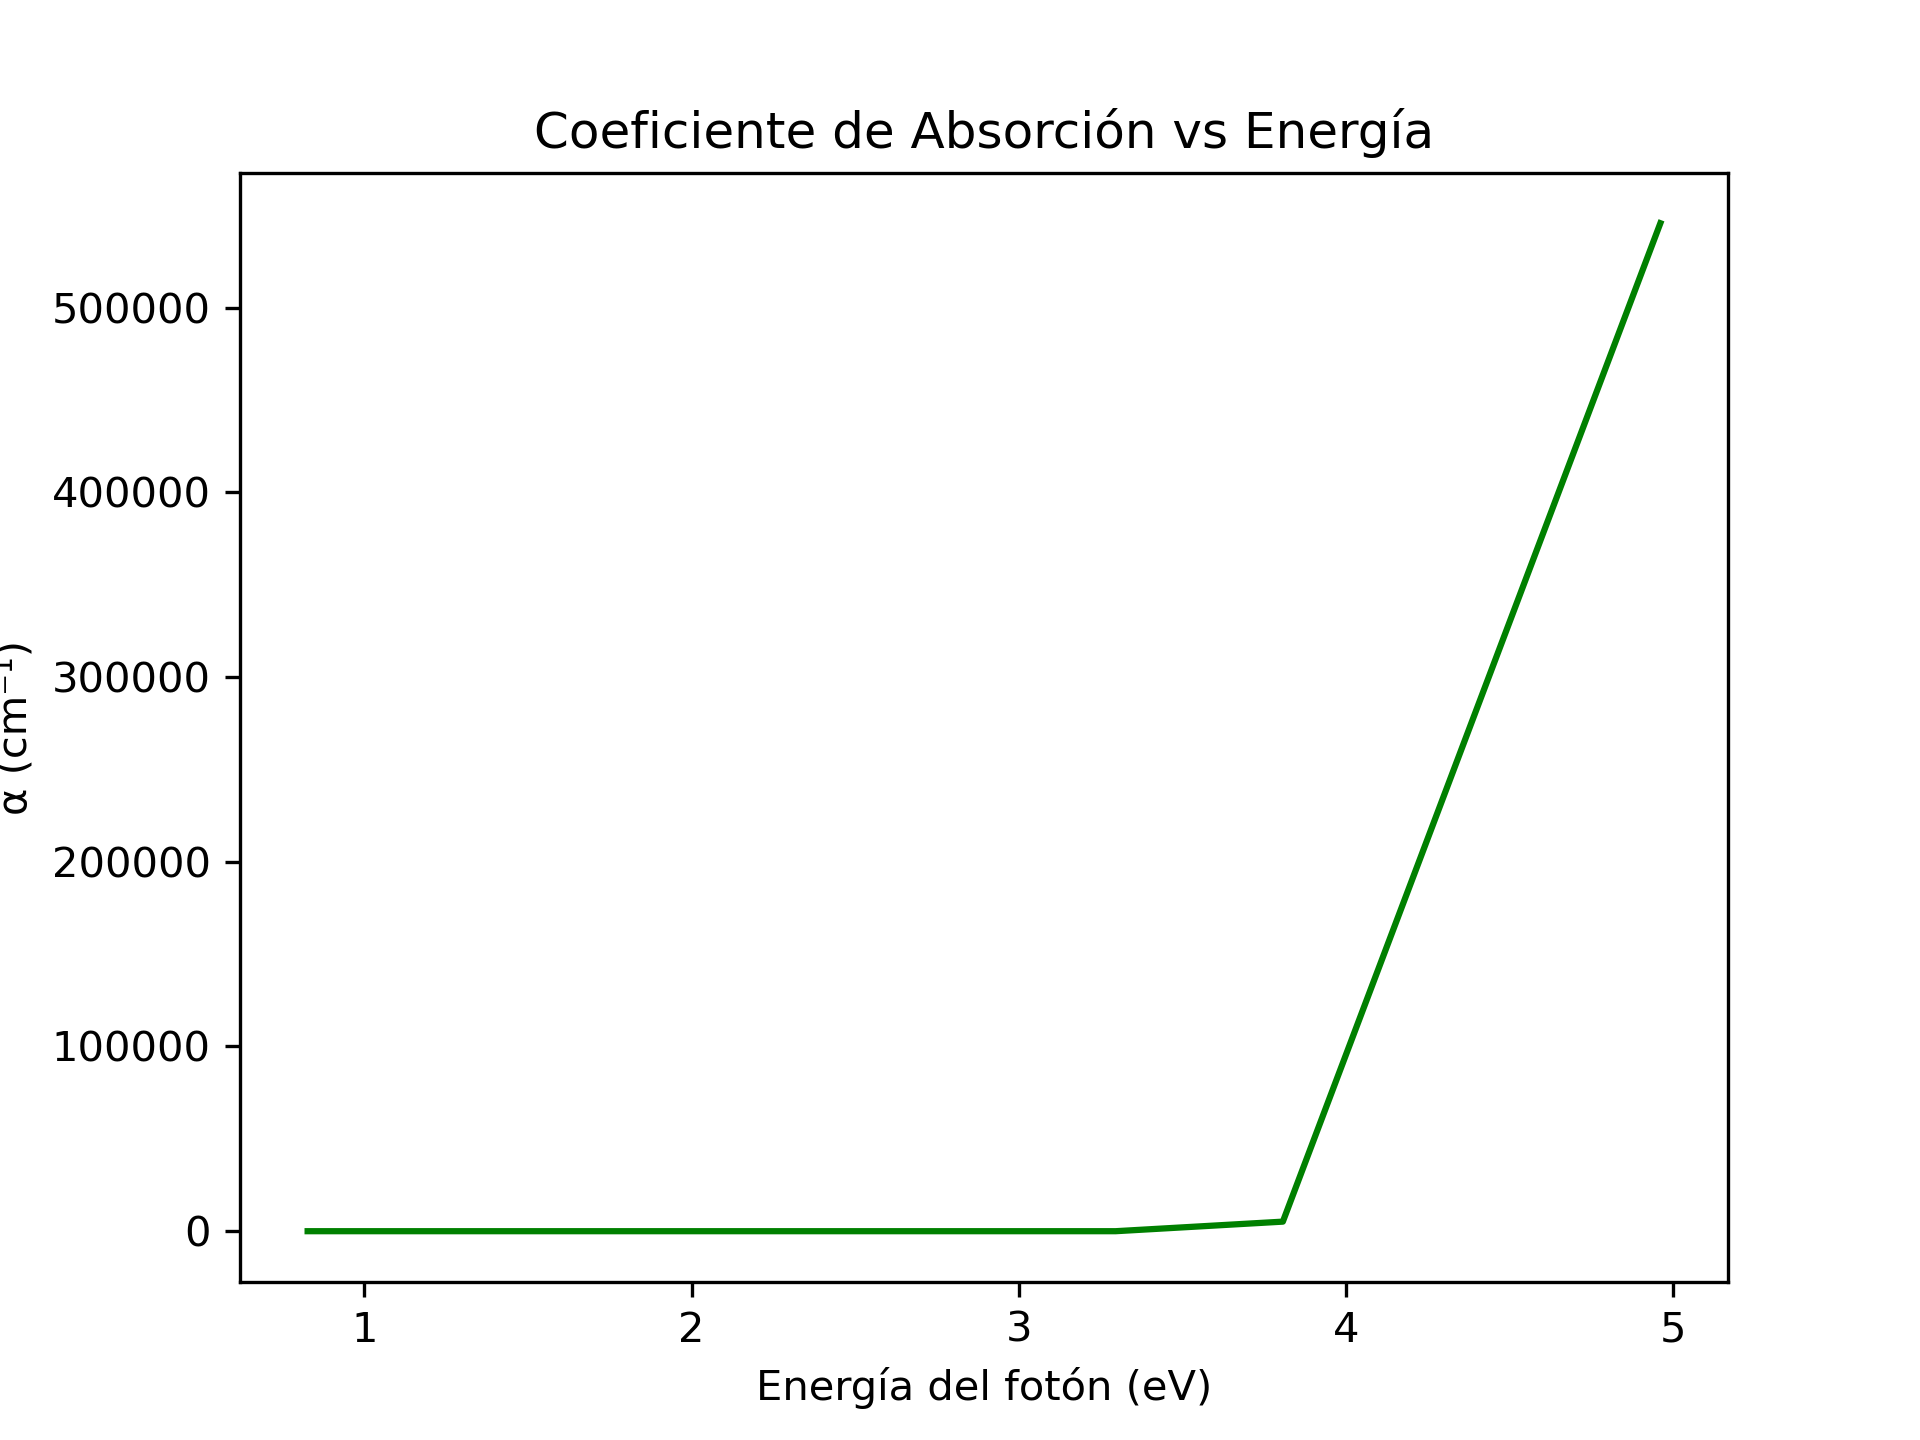 Coeficiente de Absorción vs Energía
α (cm⁻¹)
500000
400000
300000
200000
100000
0
1 2 3 4 5
Energía del fotón (eV)